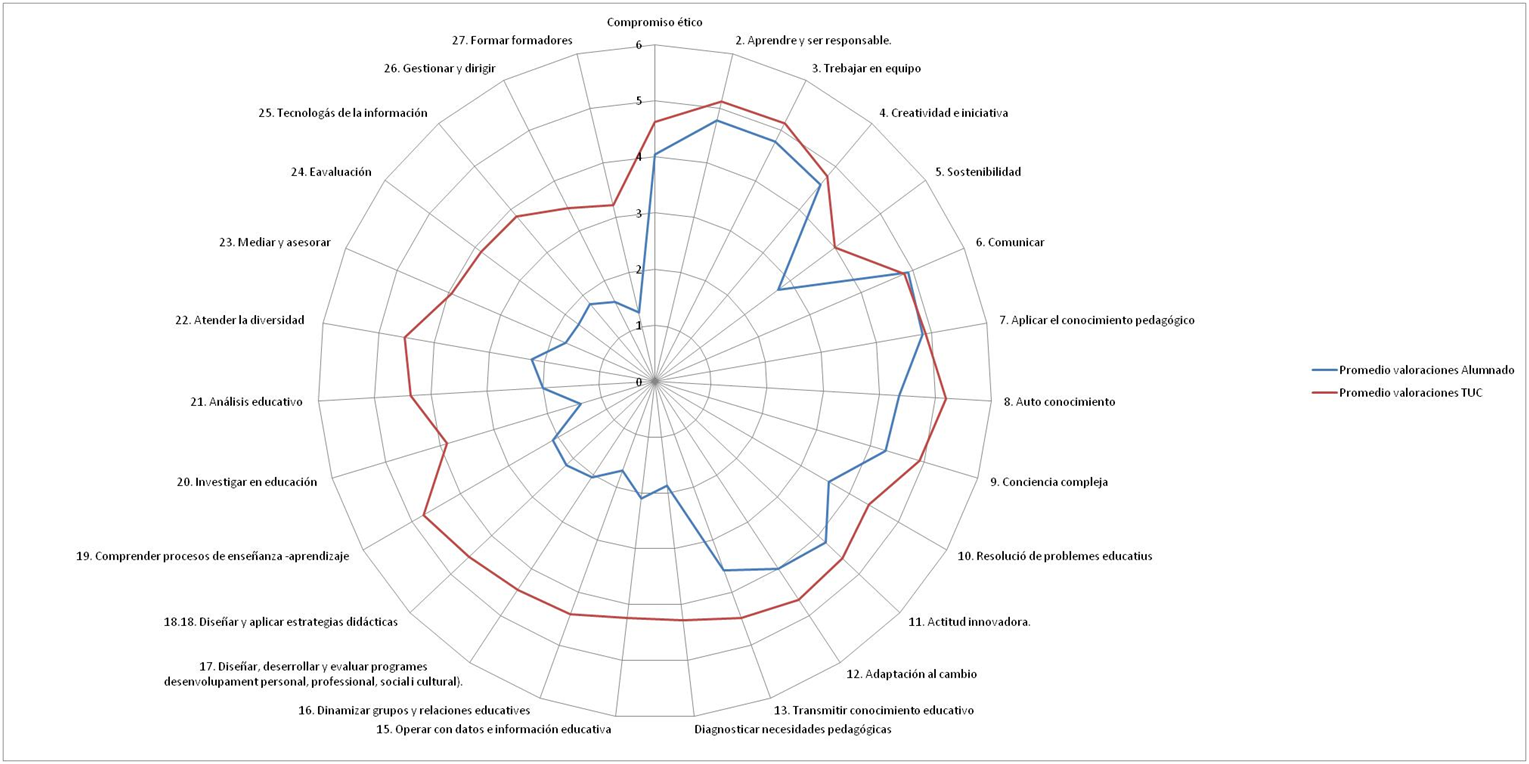 Compromiso ético
2. Aprendre y ser responsable.
3. Trebajar en equipo
4. Creatividad e iniciativa
5. Sostenibilidad
6. Comunicar
7. Aplicar el conocimiento pedagógico
8. Auto conocimiento
9. Conciencia compleja
10. Resolució de problemes educatius
11. Actitud innovadora.
12. Adaptación al cambio
13. Transmitir conocimiento educativo
Diagnosticar necesidades pedagógicas
15. Operar con datos e información educativa
16. Dinamizar grupos y relaciones educatives
17. Diseñar, deserrollar y evaluar programes
desenvolupament personal, professional, social i cultural).
18.18. Diseñar y aplicar estrategias didácticas
19. Comprender procesos de enseñanza -aprendizaje
20. Investigar en educación
21. Análisis educativo
22. Atender la diversidad
23. Mediar y asesorar
24. Eavaluación
25. Tecnologás de la información
26. Gestionar y dirigir
27. Formar formadores
6
5
4
3
2
1
0
Promedio valoraciones Alumnado
Promedio valoraciones TUC